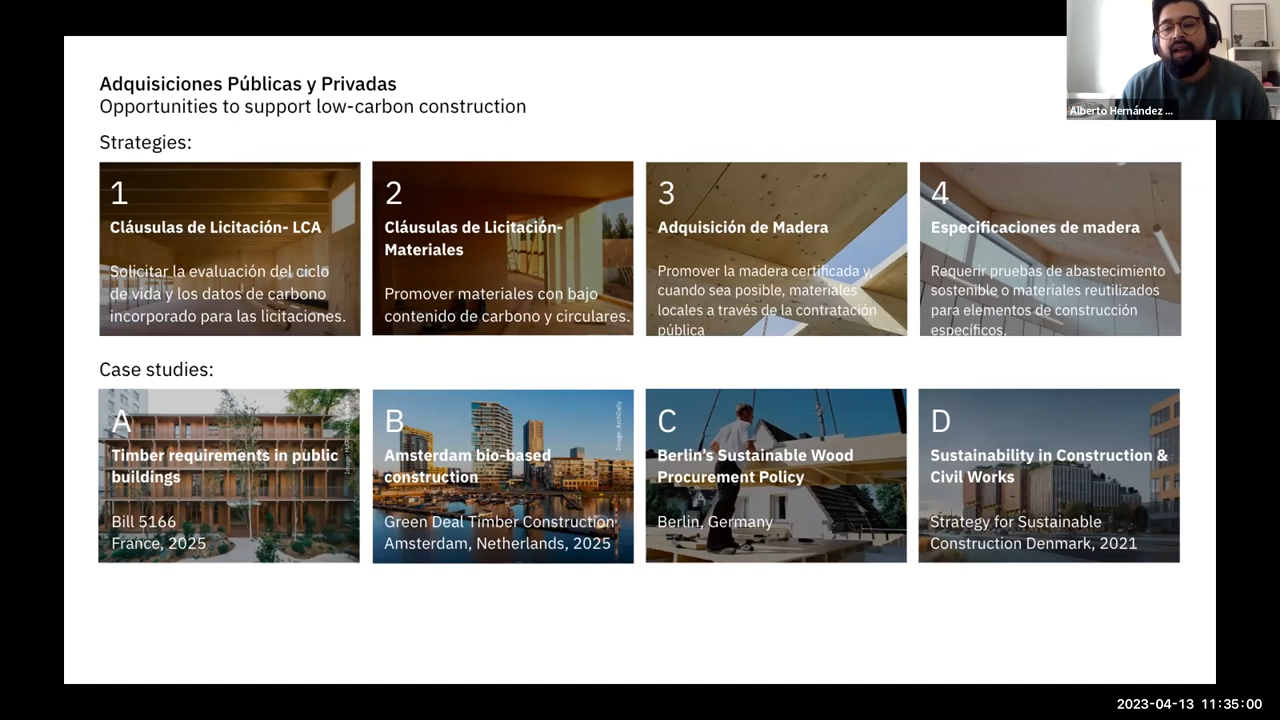 Adquisiciones Públicas y Privadas
Opportunities to support low-carbon construction
Alberto Hernández ...
Strategies:
1
Cláusulas de Licitación- LCA
Solicitar la evaluación del ciclo
de vida y los datos de carbono
incorporado para las licitaciones.
2
Cláusulas de Licitación-
Materiales
Promover materiales con bajo
contenido de carbono y circulares.
3
Adquisición de Madera
Promover la madera certificada y,
cuando sea posible, materiales
locales a través de la contratación
pública
4
Especificaciones de madera
Requerir pruebas de abastecimiento
sostenible o materiales reutilizados
para elementos de construcción
específicos.
Case studies:
A
Timber requirements in public
buildings
Bill 5166
France, 2025
B
Image: ArchDaily
Amsterdam bio-based
construction
Green Deal Timber Construction
Amsterdam, Netherlands, 2025
C
Berlin's Sustainable Wood
Procurement Policy
Berlin, Germany
D
Sustainability in Construction &
Civil Works
Strategy for Sustainable
Construction Denmark, 2021
2023-04-13 11:35:00